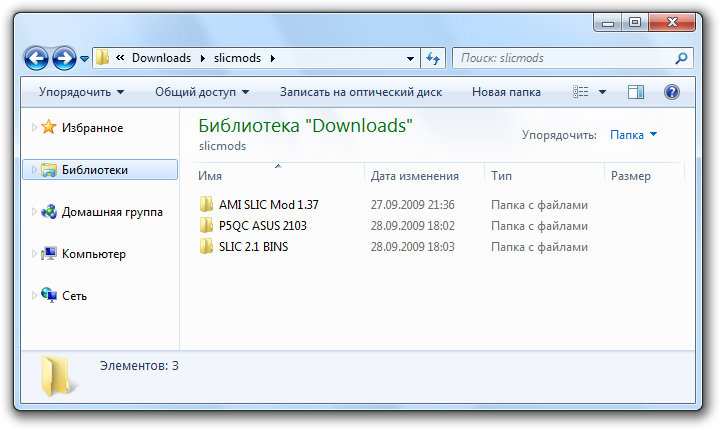 « Downloads slicmods
Поиск: slicmods
Упорядочить Общий доступ Записать на оптический диск Новая папка
Избранное
Библиотеки
Домашняя группа
Компьютер
Сеть
Библиотека "Downloads"
slicmods
Упорядочить: Папка
Имя Дата изменения Тип Размер
AMI SLIC Mod 1.37 27.09.2009 21:36 Папка с файлами
P5QC ASUS 2103 28.09.2009 18:02 Папка с файлами
SLIC 2.1 BINS 28.09.2009 18:03 Папка с файлами
Элементов: 3